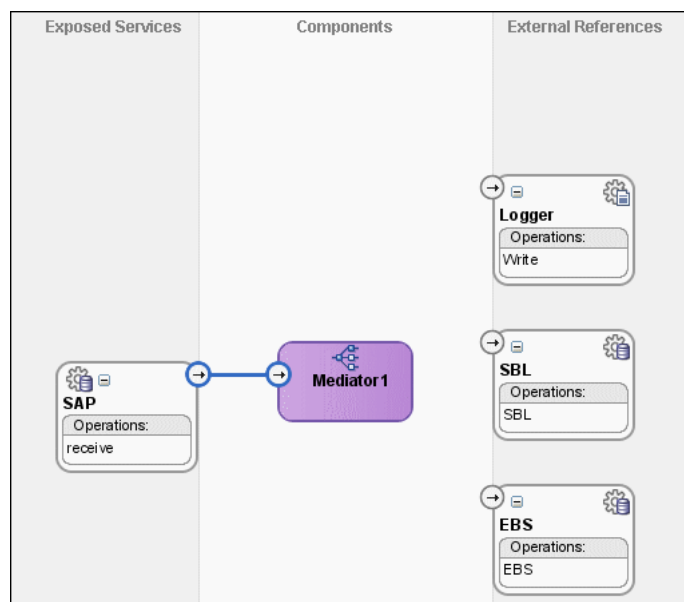 Exposed Services
Components
External References
Logger
Operations:
Write
SBL
Operations:
SBL
Mediator1
SAP
Operations:
receive
EBS
Operations:
EBS